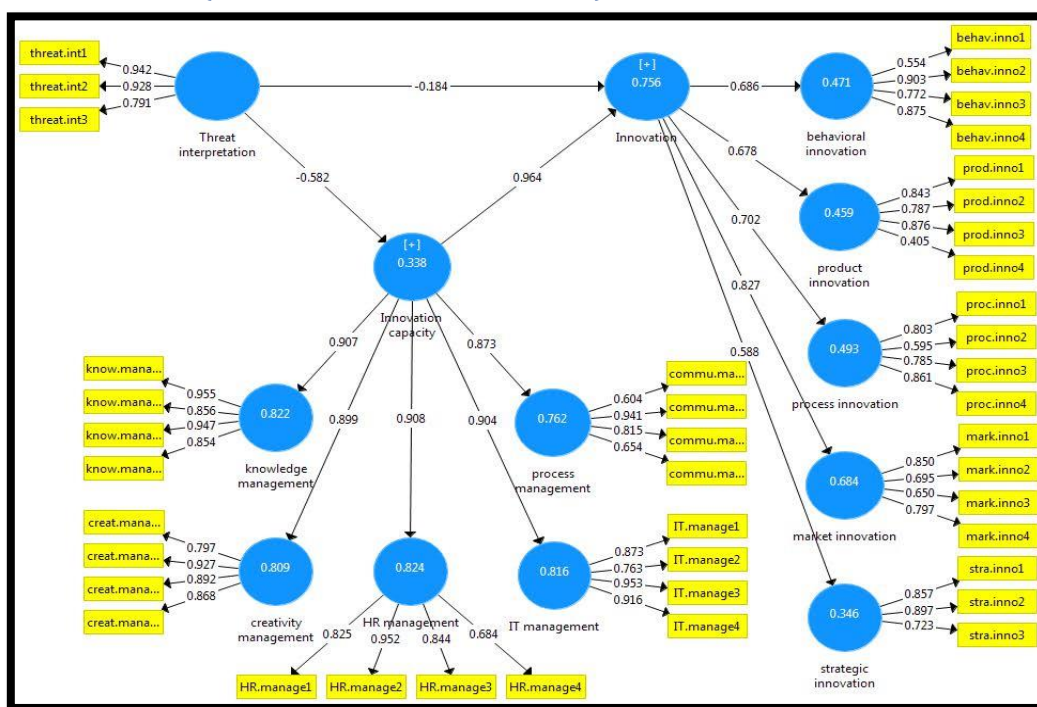 threat.int1
threat.int2
threat.int3
0.942
0.928
0.791
Threat
interpretation
-0.184
-0.582
[+]
0.756
Innovation
0.964
[+]
0.338
Innovation
capacity
0.686
0.678
0.702
0.827
0.588
0.471
behavioral
innovation
0.554
0.903
0.772
0.875
behav.inno1
behav.inno2
behav.inno3
behav.inno4
0.459
product
innovation
0.843
0.787
0.876
0.405
prod.inno1
prod.inno2
prod.inno3
prod.inno4
0.493
process innovation
0.803
0.595
0.785
0.861
proc.inno1
proc.inno2
proc.inno3
proc.inno4
0.684
market innovation
0.850
0.695
0.650
0.797
mark.inno1
mark.inno2
mark.inno3
mark.inno4
0.346
strategic
innovation
0.857
0.897
0.723
stra.inno1
stra.inno2
stra.inno3
0.907
0.899
0.908
0.904
0.873
know.mana...
know.mana...
know.mana...
know.mana...
0.955
0.856
0.947
0.854
0.822
knowledge
management
0.762
process
management
0.604
0.941
0.815
0.654
commu.ma...
commu.ma...
commu.ma...
commu.ma...
creat.mana...
creat.mana...
creat.mana...
creat.mana...
0.797
0.927
0.892
0.868
0.809
creativity
management
0.824
HR management
0.825
0.952
0.844
0.684
HR.manage1
HR.manage2
HR.manage3
HR.manage4
0.816
IT management
0.873
0.763
0.953
0.916
IT.manage1
IT.manage2
IT.manage3
IT.manage4